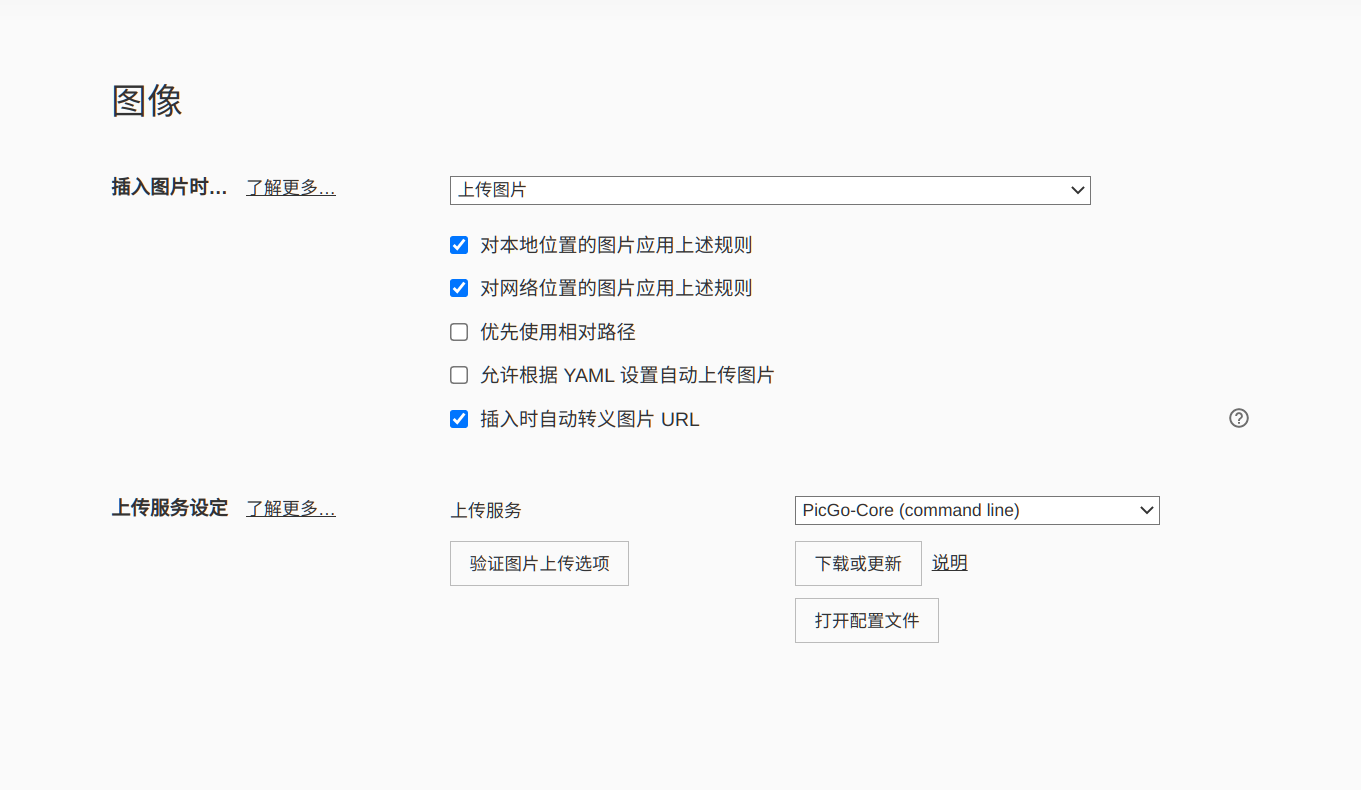 图像
插入图片时... 了解更多... 上传图片
对本地位置的图片应用上述规则
对网络位置的图片应用上述规则
优先使用相对路径
允许根据 YAML 设置自动上传图片
插入时自动转义图片 URL
上传服务设定 了解更多... 上传服务 PicGo-Core (command line)
验证图片上传选项 下载或更新 说明
打开配置文件